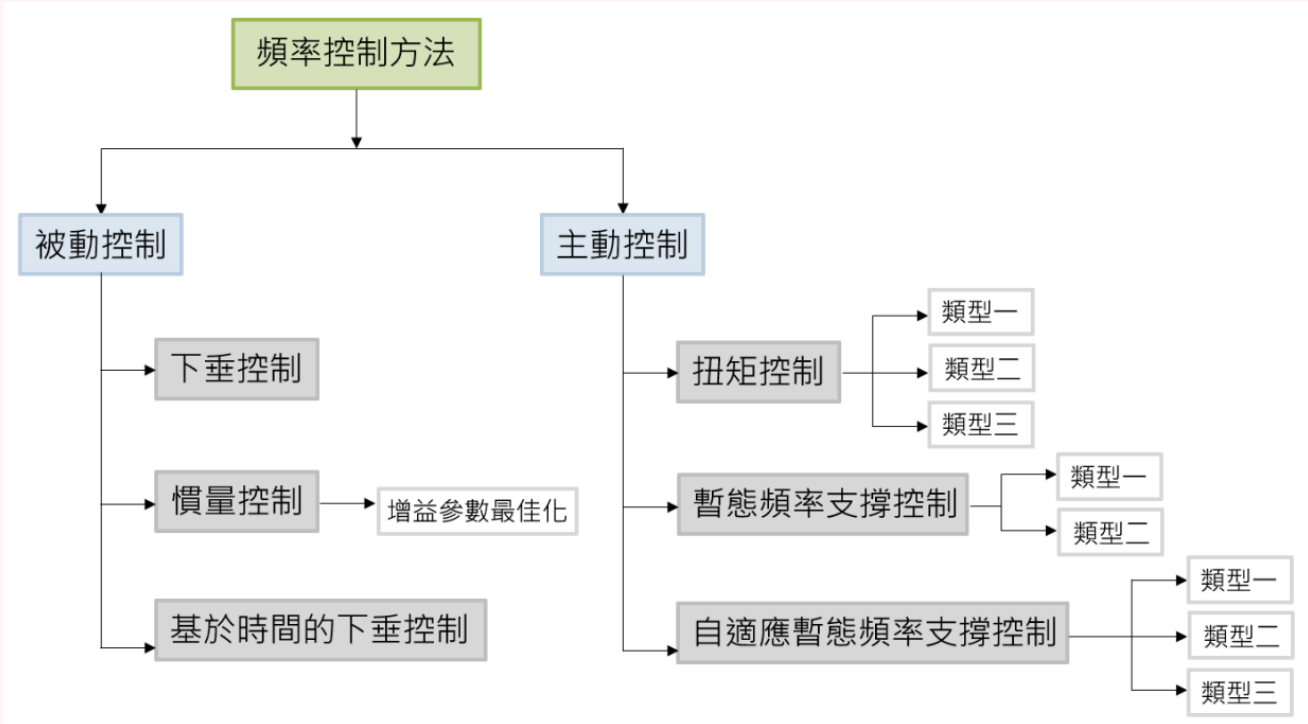 頻率控制方法
被動控制
主動控制
下垂控制
慣量控制
增益參數最佳化
基於時間的下垂控制
扭矩控制
類型一
類型二
類型三
暫態頻率支撐控制
類型一
類型二
自適應暫態頻率支撐控制
類型一
類型二
類型三